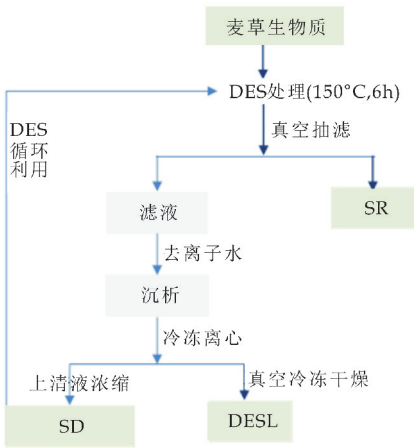 麦草生物质
DES处理(150°C,6h)
DES
循环
利用
真空抽滤
滤液
SR
去离子水
沉析
冷冻离心
上清液浓缩
真空冷冻干燥
SD
DESL